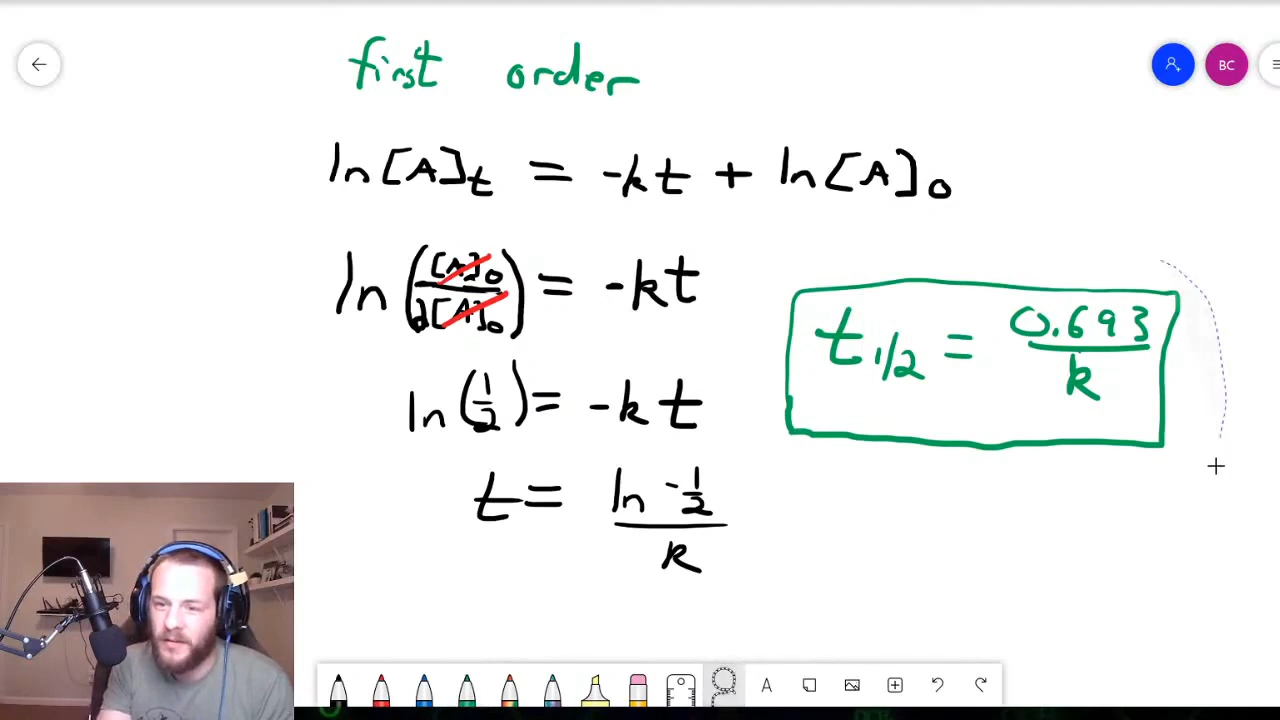 first order
BC
ln[A]t = -kt + ln[A]0
ln([A]0/2[A]0) = -kt
t1/2 = 0.693/k
ln(1/2) = -kt
t = ln -1/2/k
A